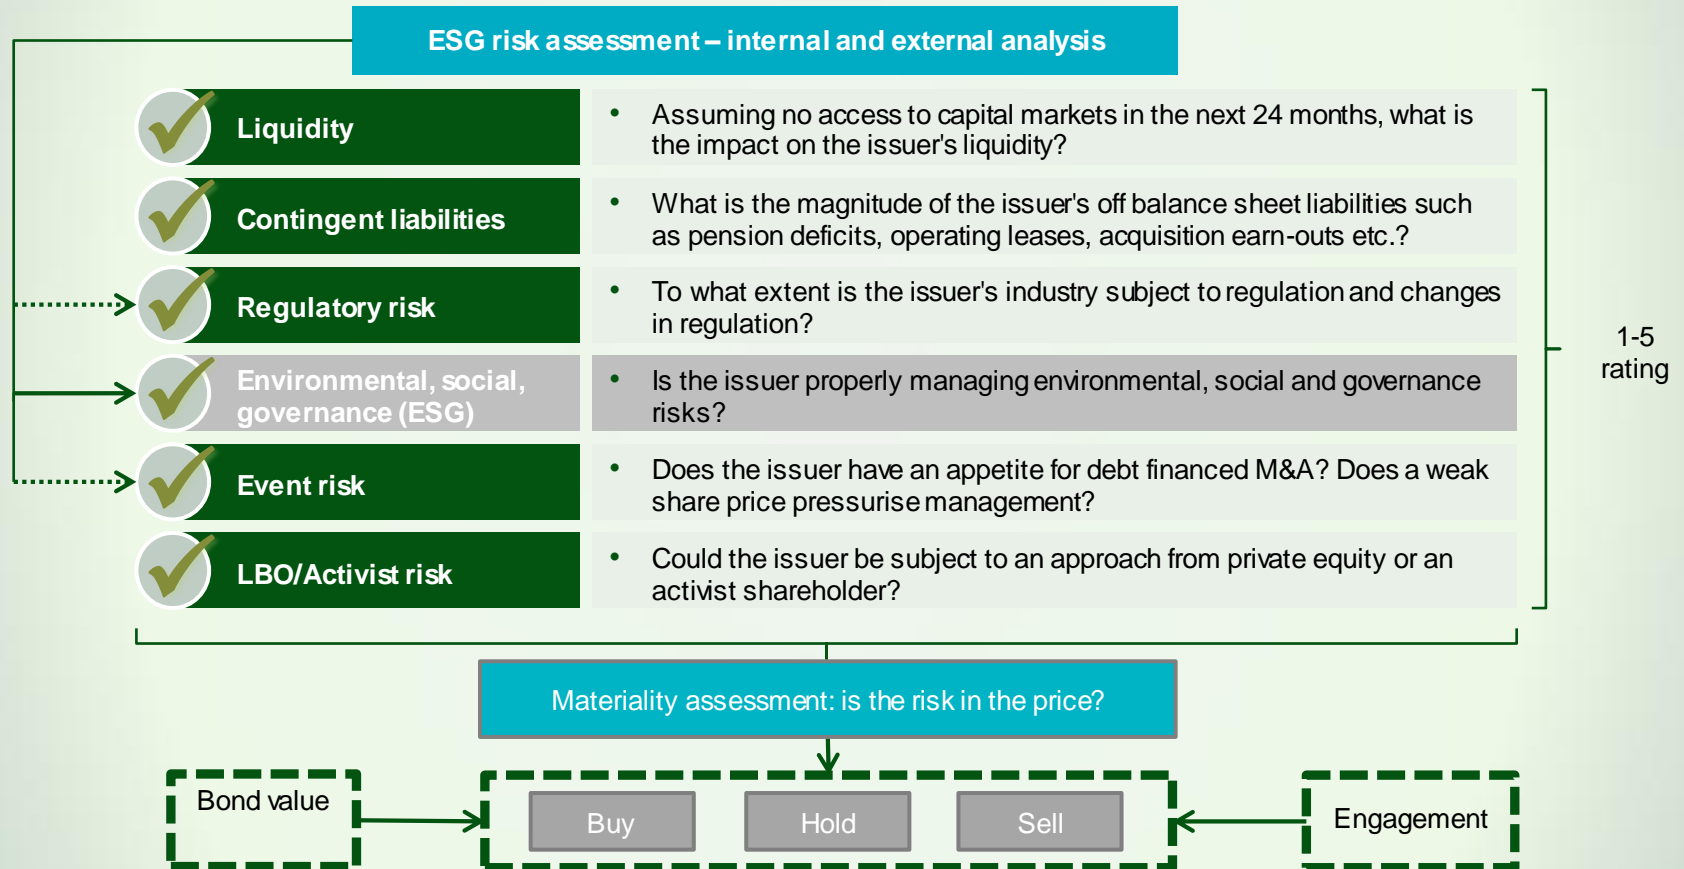 ESG risk assessment – internal and external analysis
Liquidity
• Assuming no access to capital markets in the next 24 months, what is
the impact on the issuer's liquidity?
Contingent liabilities
• What is the magnitude of the issuer's off balance sheet liabilities such
as pension deficits, operating leases, acquisition earn-outs etc.?
Regulatory risk
• To what extent is the issuer's industry subject to regulation and changes
in regulation?
Environmental, social,
governance (ESG)
• Is the issuer properly managing environmental, social and governance
risks?
Event risk
• Does the issuer have an appetite for debt financed M&A? Does a weak
share price pressurise management?
LBO/Activist risk
• Could the issuer be subject to an approach from private equity or an
activist shareholder?
1-5
rating
Materiality assessment: is the risk in the price?
Bond value
Buy
Hold
Sell
Engagement